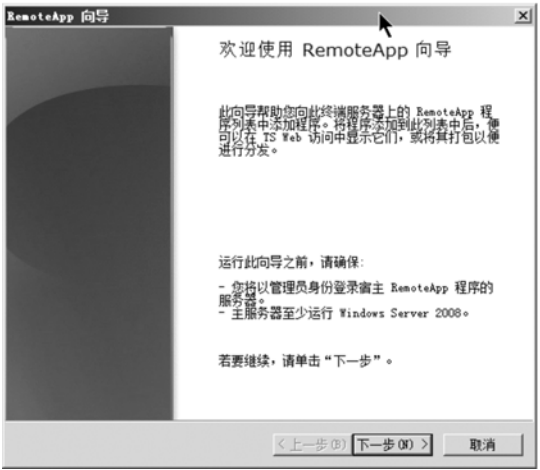 RemoteApp 向导
欢迎使用 RemoteApp 向导
此向导帮助您向此终端服务器上的 RemoteApp 程
序列表中添加程序。将程序添加到此列表中后，便
可以在 TS Web 访问中显示它们，或将其打包以便
进行分发。
运行此向导之前，请确保:
- 您将以管理员身份登录宿主 RemoteApp 程序的
服务器。
- 主服务器至少运行 Windows Server 2008。
若要继续，请单击“下一步”。
< 上一步(B) 下一步(N) > 取消